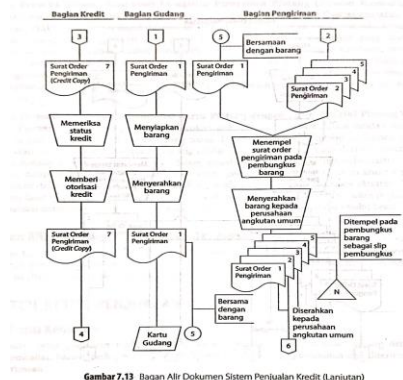 Bagian Kredit
Bagian Gudang
Bagian Pengiriman
3
1
5
Bersamaan
dengan barang
2
Surat Order
Pengiriman
(Credit Copy)
7
Surat Order
Pengiriman
1
Surat Order
Pengiriman
1
5
4
3
Surat Order
Pengiriman
2
Memeriksa
status
kredit
Menyiapkan
barang
Menempel
surat order
pengiriman pada
pembungkus
barang
Memberi
otorisasi
kredit
Menyerahkan
barang
Menyerahkan
barang kepada
perusahaan
angkutan umum
Ditempel pada
pembungkus
barang
sebagai slip
pembungkus
Surat Order
Pengiriman
(Credit Copy)
7
Surat Order
Pengiriman
1
5
4
3
2
Surat Order
Pengiriman
1
N
Bersama
dengan
barang
Diserahkan
kepada
perusahaan
angkutan umum
4
Kartu
Gudang
5
6
Gambar 7.13 Bagan Alir Dokumen Sistem Penjualan Kredit (Lanjutan)